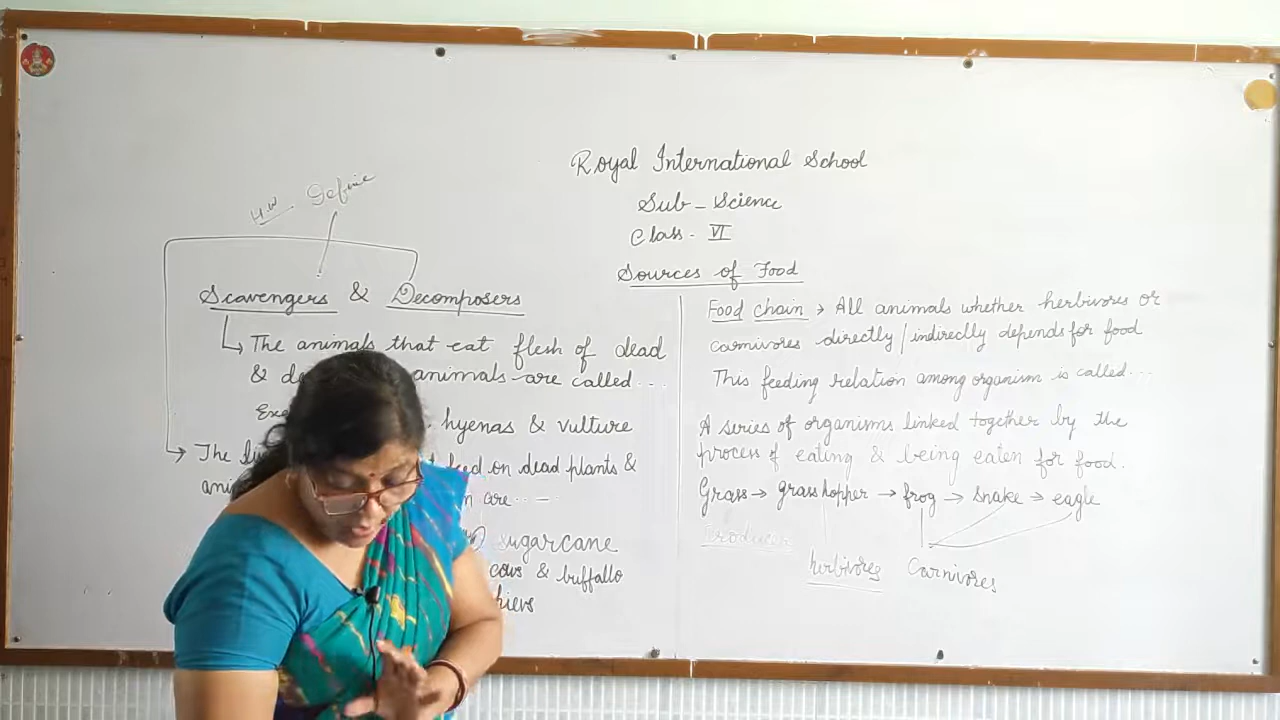 Royal International School
Sub - Science
Class - VI
Sources of Food
H.W. Define
Scavengers & Decomposers
The animals that eat flesh of dead
& animals are called...
hyenas & vulture
The feed on dead plants &
are.. - -
sugarcane
cows & buffallo
Food chain → All animals whether herbivores or
carnivores directly/indireclly depends for food
This feeding relation among organism is called...
A series of organisms linked together by the
process of eating & being eaten for food.
Grass → grasshopper → frog → snake → eagle
Producer
herbivores Carnivores